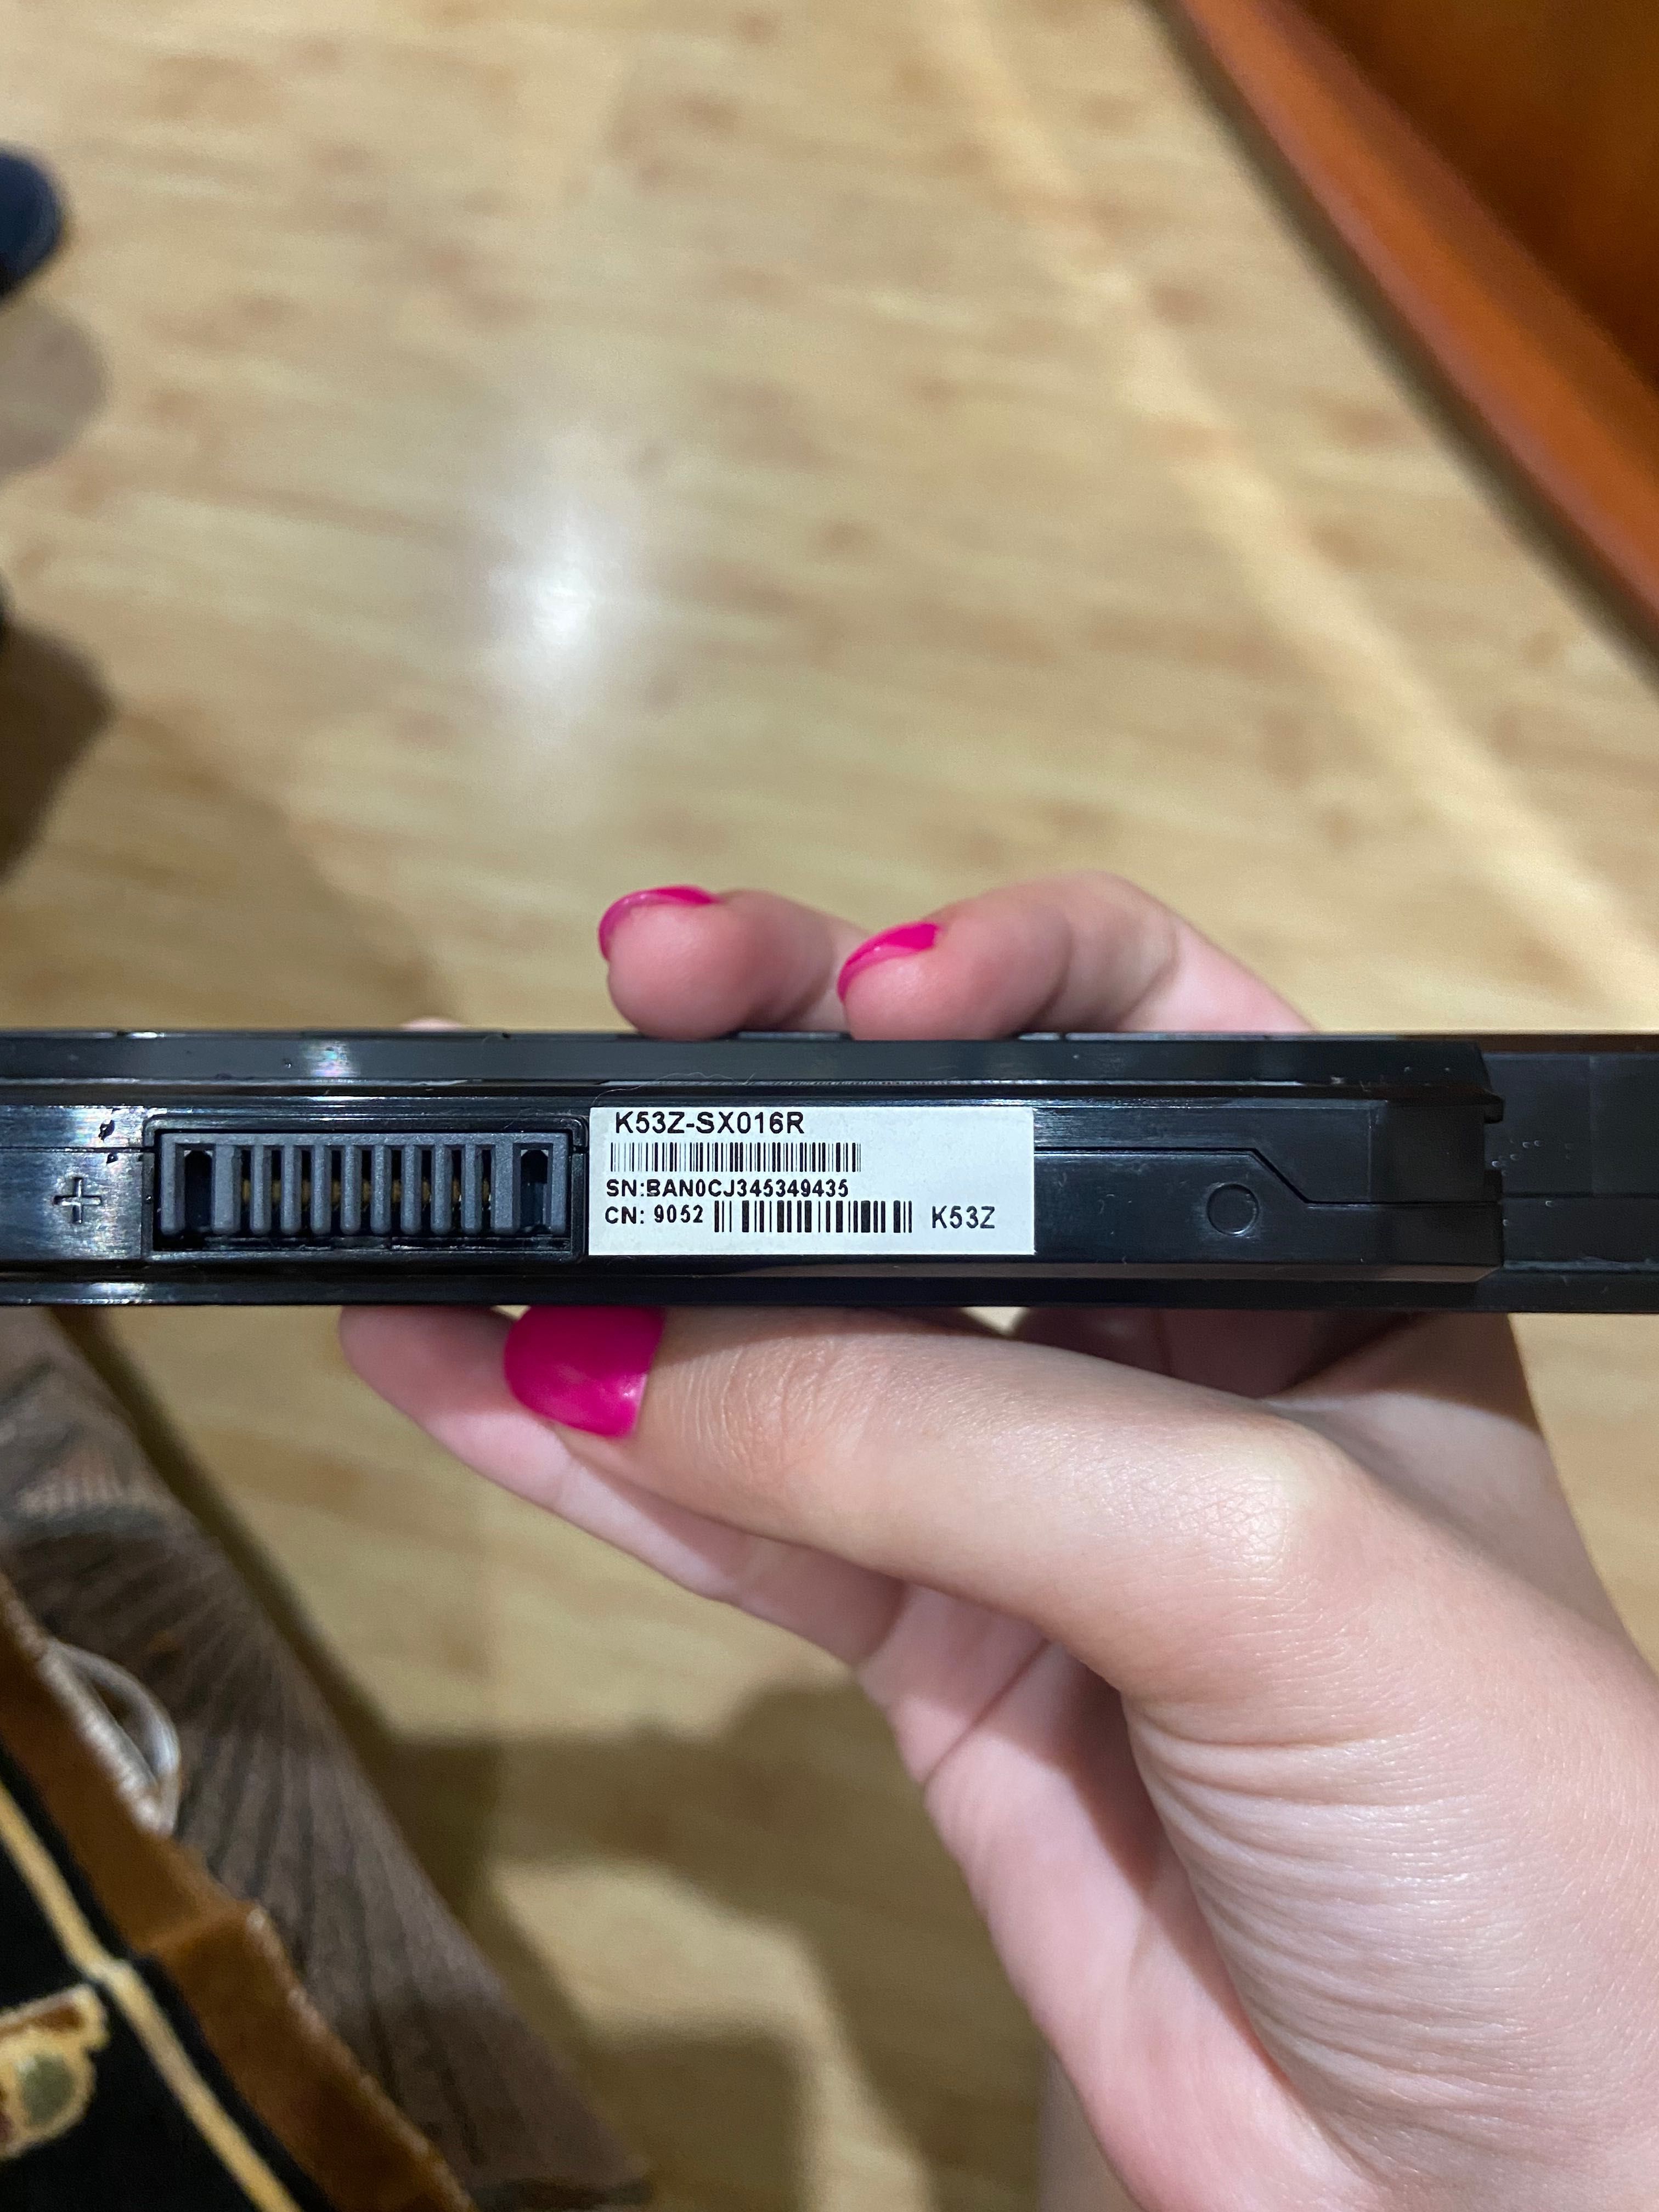 K53Z-SX016R
SN:BAN0CJ345349435
CN: 9052 K53Z
+